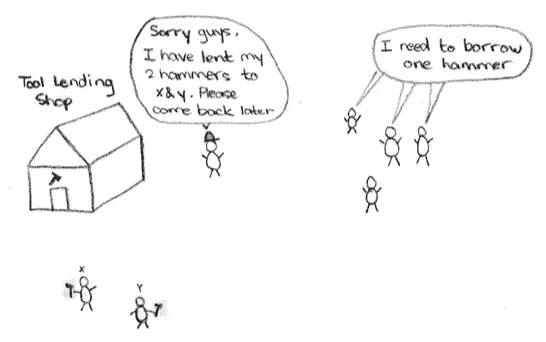 Tool Lending
Shop
Sorry guys,
I have lent my
2 hammers to
x&y. Please
come back later
I need to borrow
one hammer
X
Y